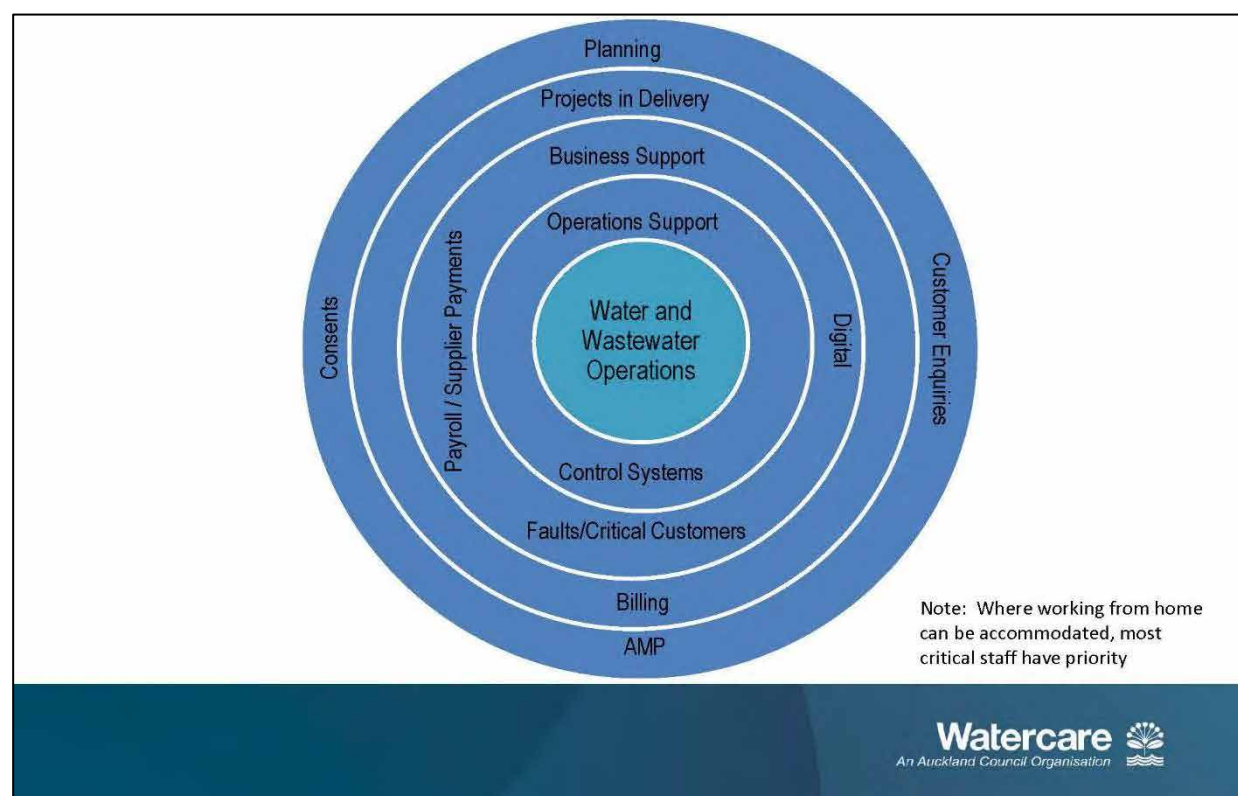 Planning
Projects in Delivery
Business Support
Operations Support
Water and
Wastewater
Operations
Consents
Payroll / Supplier Payments
Digital
Customer Enquiries
Control Systems
Faults/Critical Customers
Billing
AMP
Note:  Where working from home
can be accommodated, most
critical staff have priority
Watercare
An Auckland Council Organisation